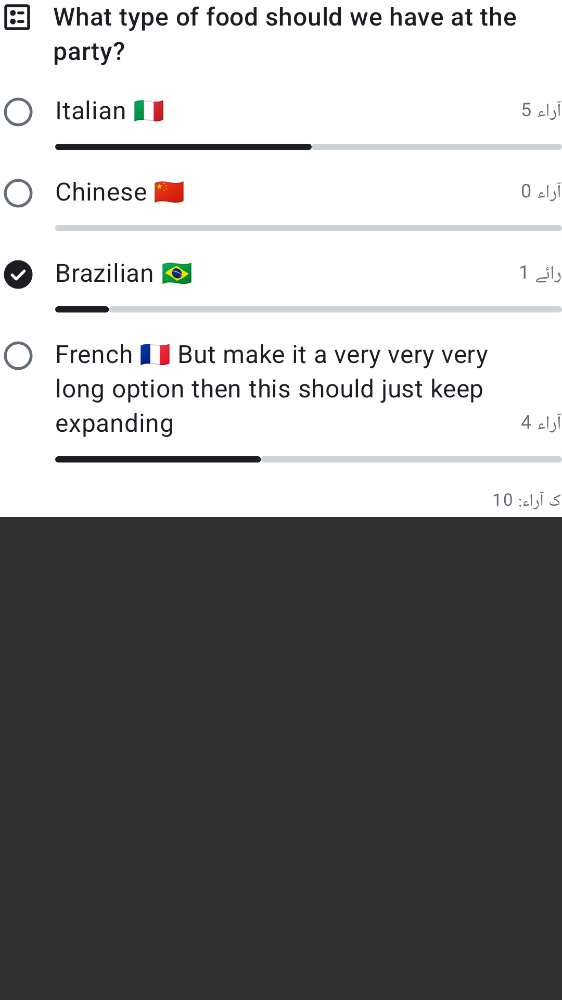 What type of food should we have at the
party?
Italian 🇮🇹
5 آراء
Chinese 🇨🇳
0 آراء
Brazilian 🇧🇷
1 رائے
French 🇫🇷 But make it a very very very
long option then this should just keep
expanding
4 آراء
ک آراء: 10